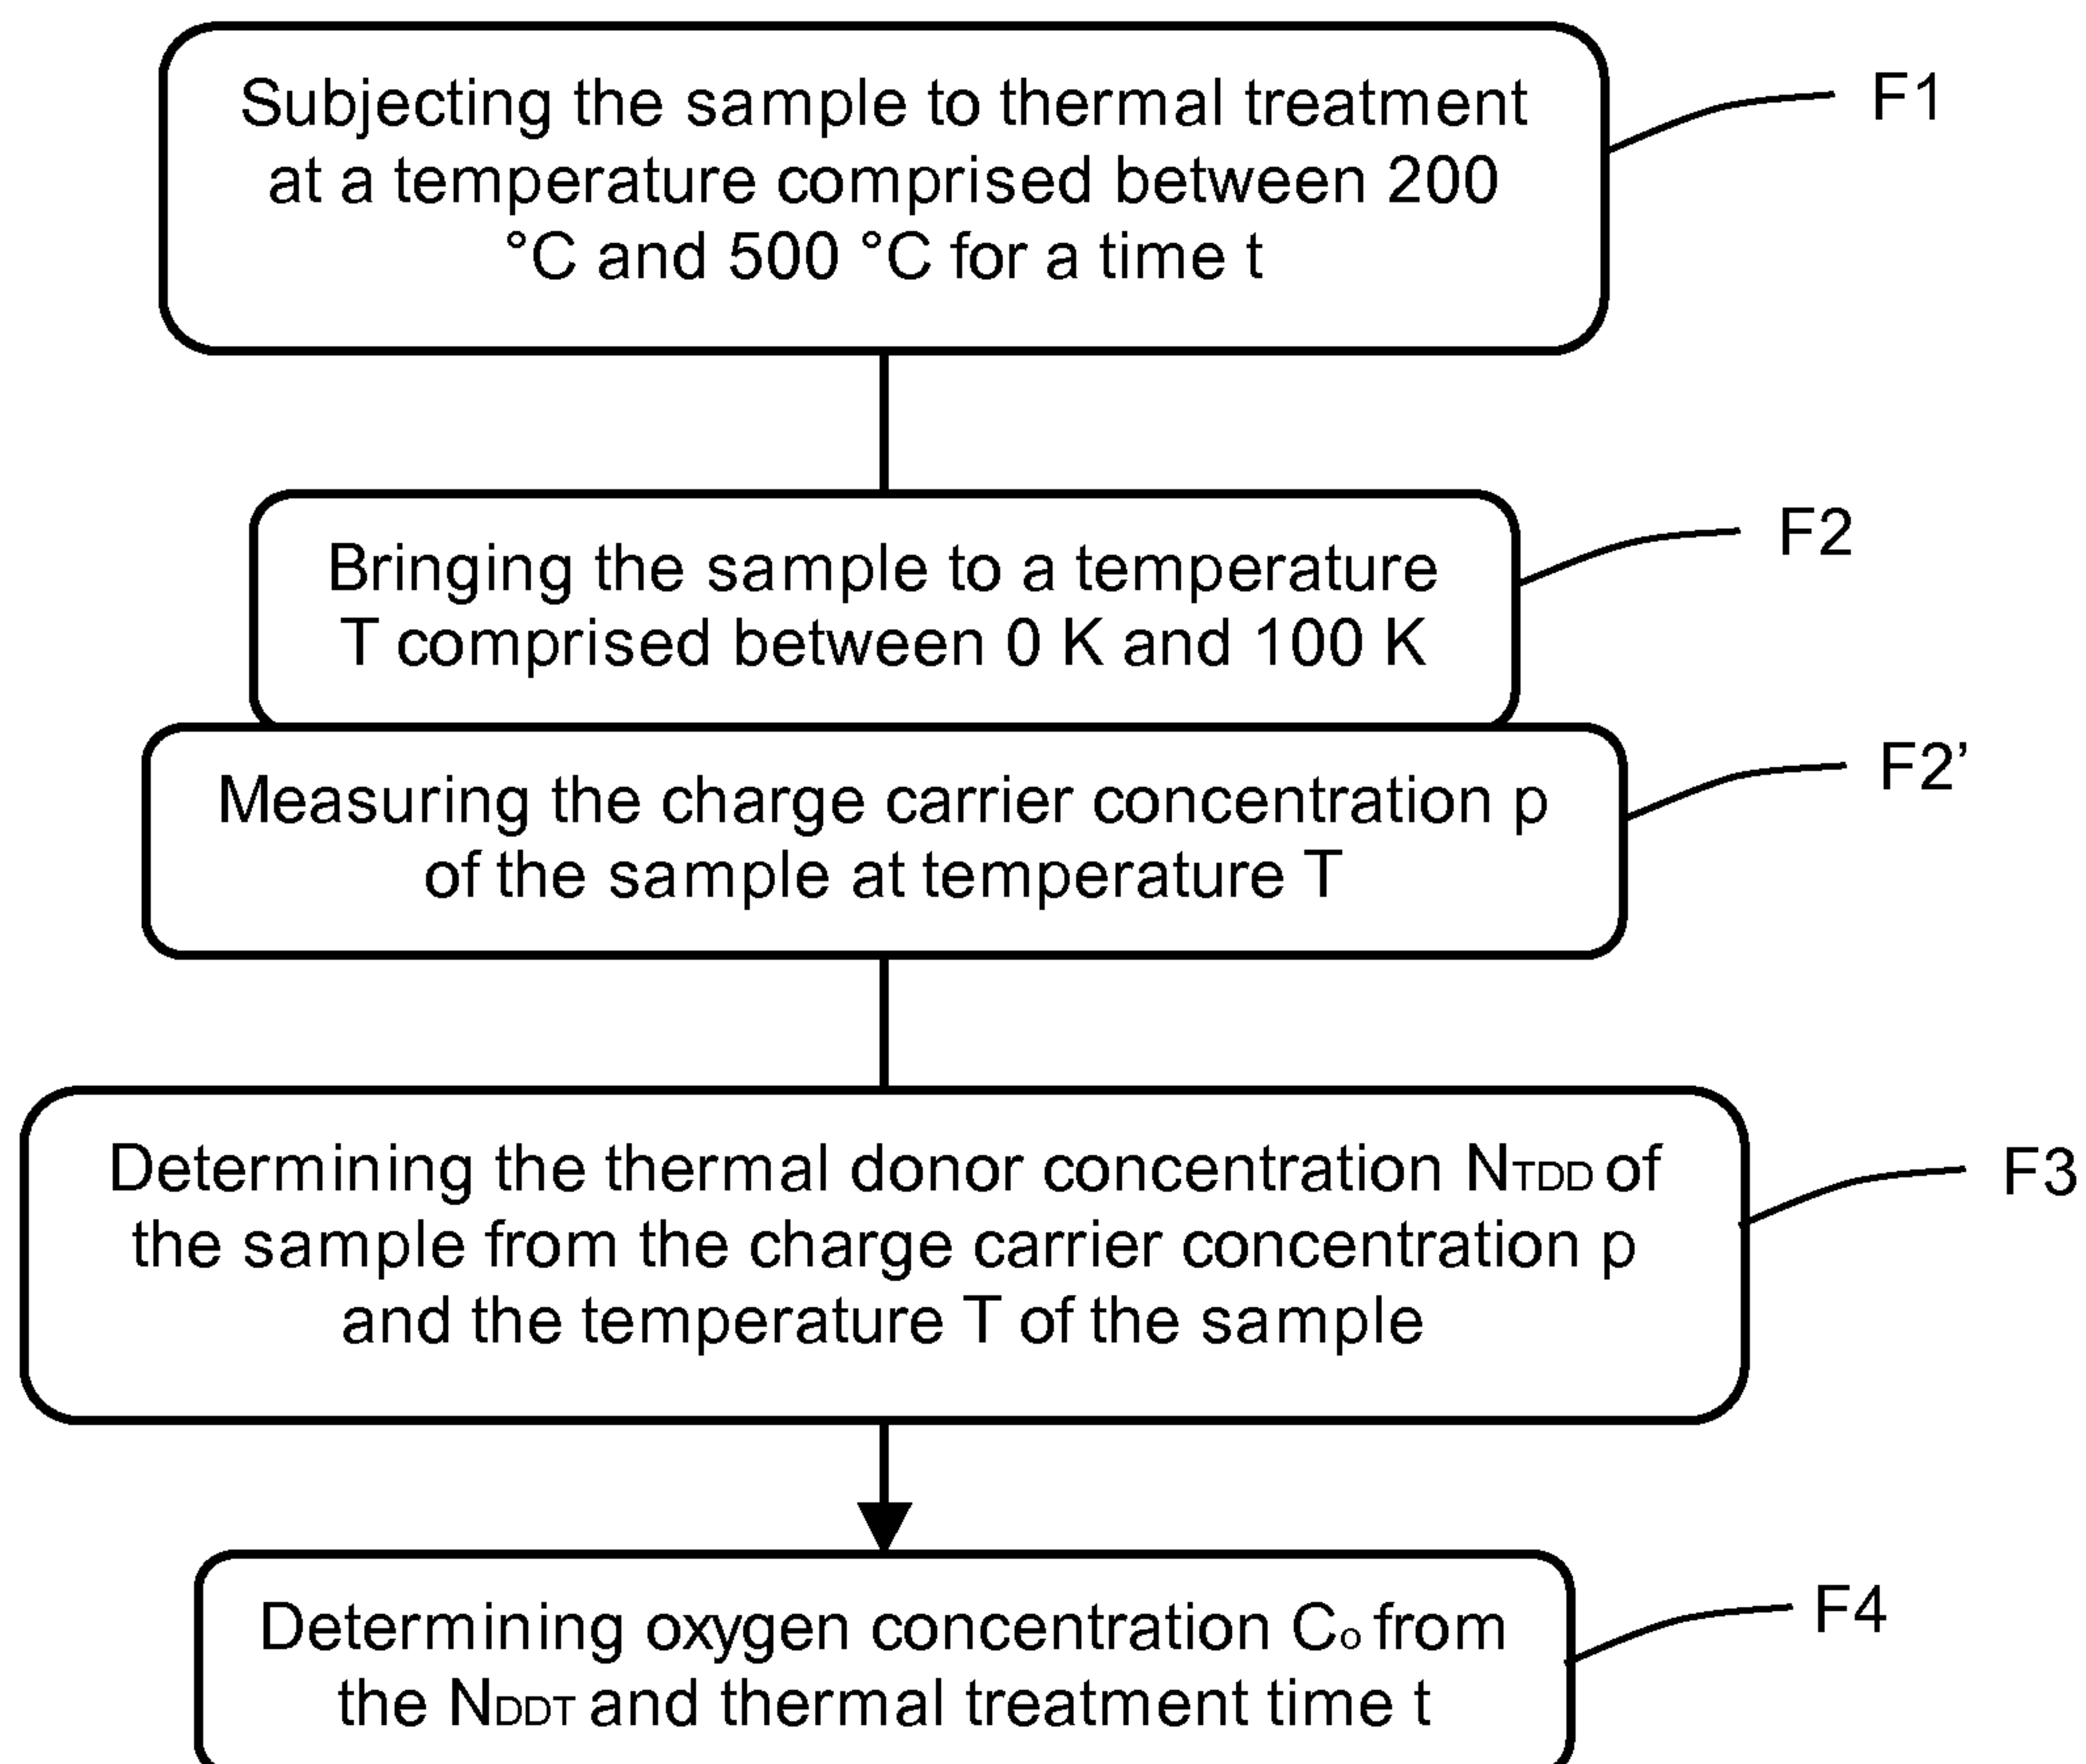 Subjecting the sample to thermal treatment
at a temperature comprised between 200
°C and 500 °C for a time t
F1
Bringing the sample to a temperature
T comprised between 0 K and 100 K
F2
Measuring the charge carrier concentration p
of the sample at temperature T
F2’
Determining the thermal donor concentration NTDD of
the sample from the charge carrier concentration p
and the temperature T of the sample
F3
Determining oxygen concentration Co from
the NDDT and thermal treatment time t
F4